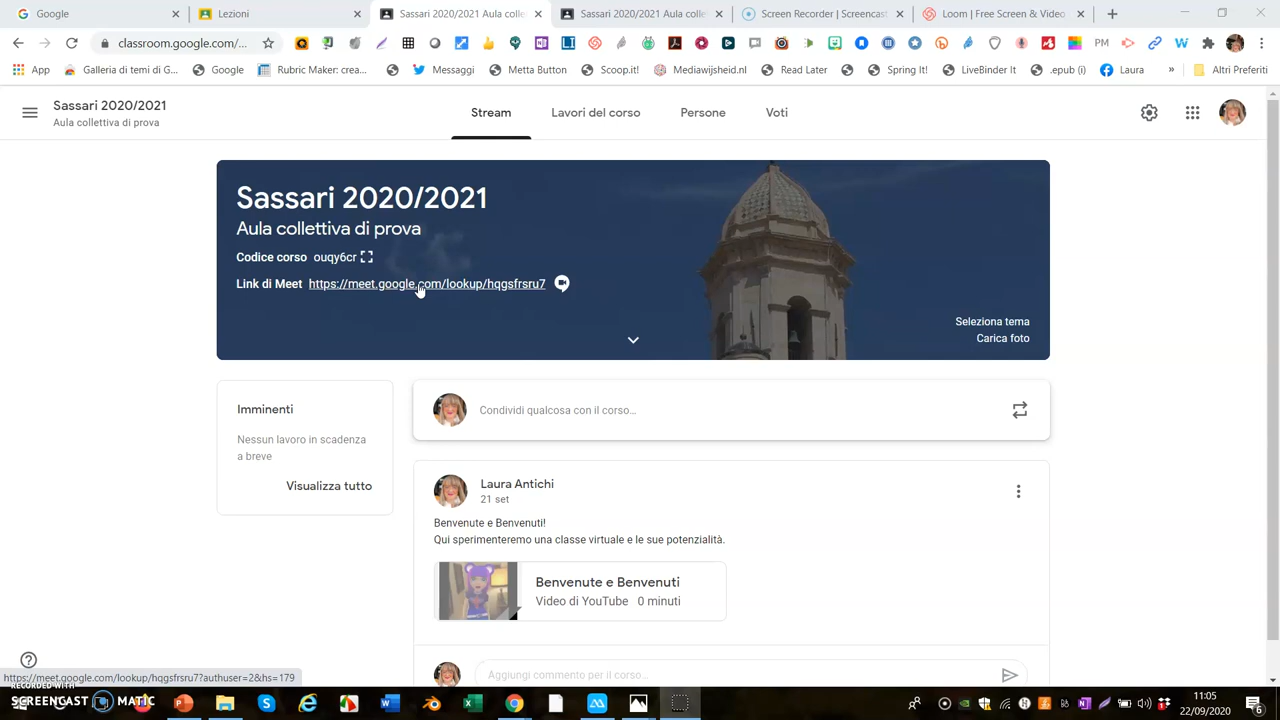 Google
Lezioni
Sassari 2020/2021 Aula colle
Sassari 2020/2021 Aula colle
Screen Recorder | Screencast
Loom | Free Screen & Video
classroom.google.com/...
PM
App
Galleria di temi di G...
Google
Rubric Maker: crea...
Messaggi
Metta Button
Scoop.it!
Mediawijsheid.nl
Read Later
Spring It!
LiveBinder It
.epub (i)
Laura
»
Altri Preferiti
Sassari 2020/2021
Aula collettiva di prova
Stream
Lavori del corso
Persone
Voti
Sassari 2020/2021
Aula collettiva di prova
Codice corso ouqy6cr
Link di Meet https://meet.google.com/lookup/hqgsfrsru7
Seleziona tema
Carica foto
Imminenti
Nessun lavoro in scadenza
a breve
Visualizza tutto
Condividi qualcosa con il corso...
Laura Antichi
21 set
Benvenute e Benvenuti!
Qui sperimenteremo una classe virtuale e le sue potenzialità.
Benvenute e Benvenuti
Video di YouTube 0 minuti
Aggiungi commento per il corso...
https://meet.google.com/lookup/hqgsfrsru7?authuser=2&hs=179
RECORDED WITH
SCREENCAST MATIC
11:05
22/09/2020
6